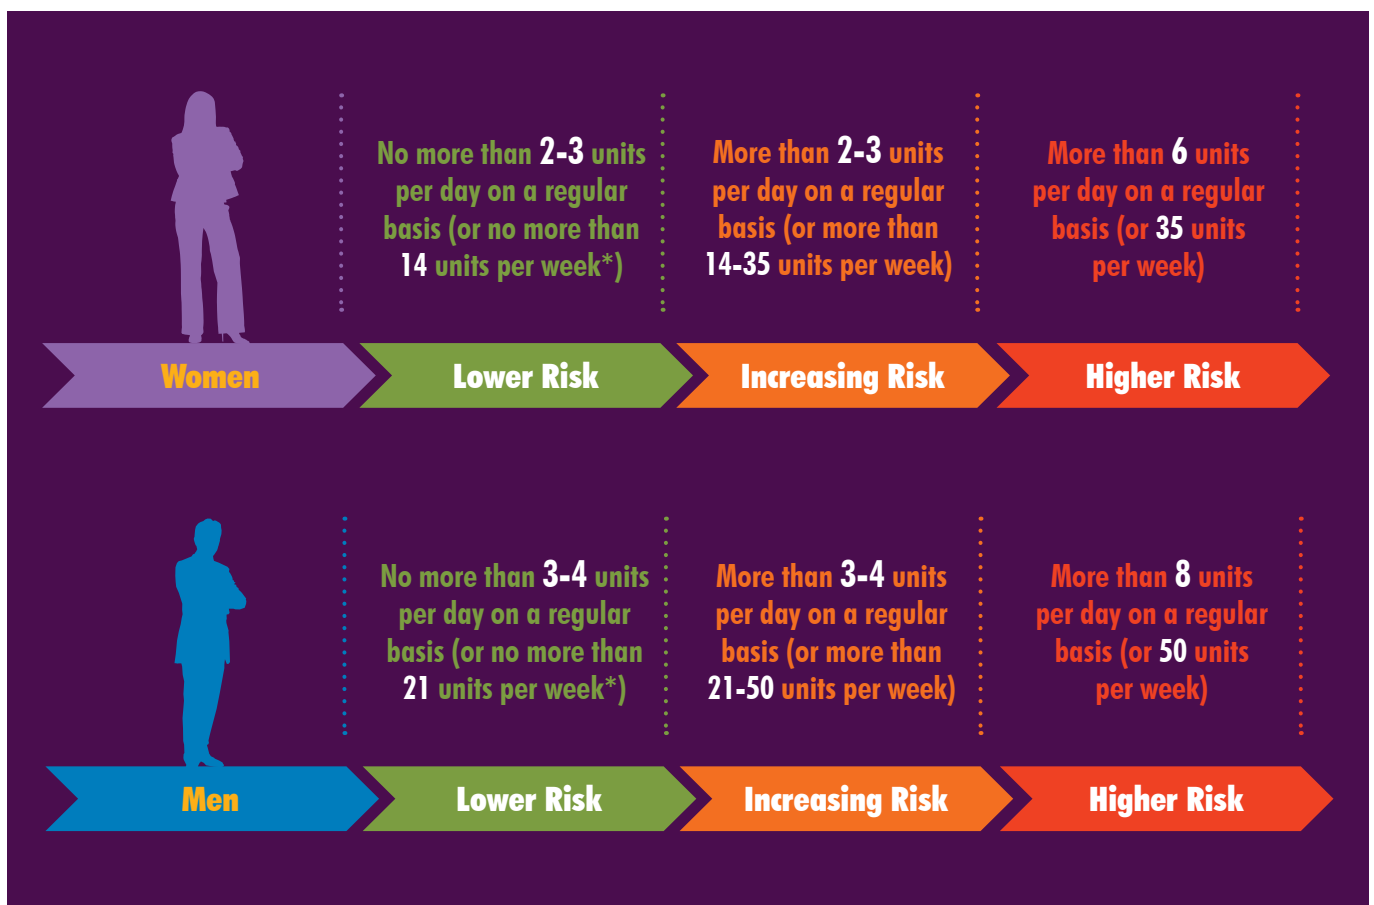 No more than 2-3 units
per day on a regular
basis (or no more than
14 units per week*)
More than 2-3 units
per day on a regular
basis (or more than
14-35 units per week)
More than 6 units
per day on a regular
basis (or 35 units
per week)
Women
Lower Risk
Increasing Risk
Higher Risk
No more than 3-4 units
per day on a regular
basis (or no more than
21 units per week*)
More than 3-4 units
per day on a regular
basis (or more than
21-50 units per week)
More than 8 units
per day on a regular
basis (or 50 units
per week)
Men
Lower Risk
Increasing Risk
Higher Risk